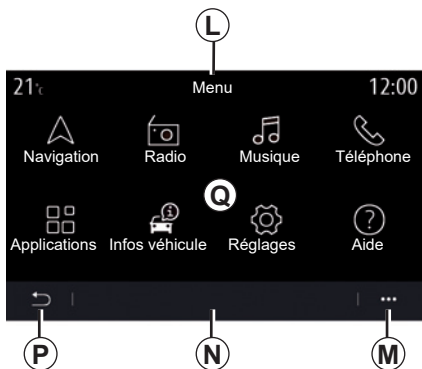 L
21°c Menu 12:00
Navigation Radio Musique Téléphone
Q
Applications Infos véhicule Réglages Aide
P N M